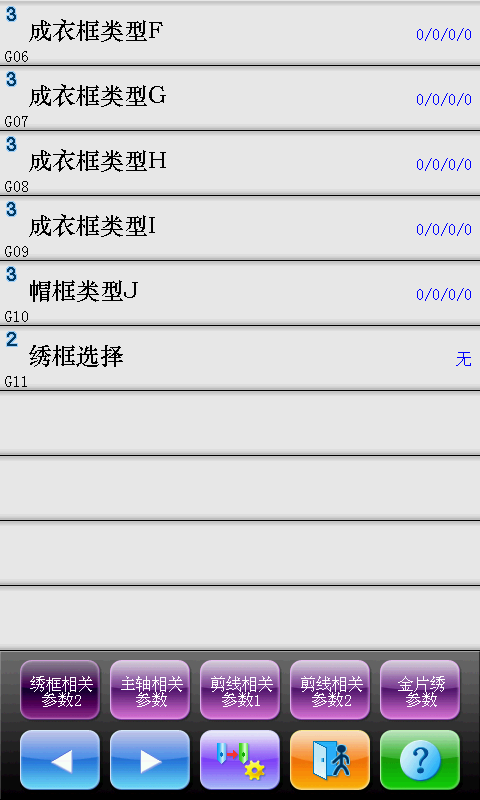 3
成衣框类型F
0/0/0/0
G06
3
成衣框类型G
0/0/0/0
G07
3
成衣框类型H
0/0/0/0
G08
3
成衣框类型I
0/0/0/0
G09
3
帽框类型J
0/0/0/0
G10
2
绣框选择
无
G11
绣框相关
参数2
主轴相关
参数
剪线相关
参数1
剪线相关
参数2
金片绣
参数
?